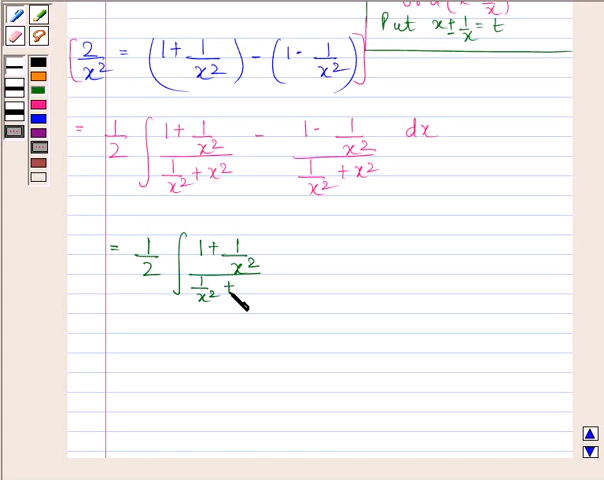 Put x ± 1/x = t
[2/x² = (1 + 1/x²) - (1 - 1/x²)]
= 1/2 ∫ (1 + 1/x²)/(1/x² + x²) - (1 - 1/x²)/(1/x² + x²) dx
= 1/2 ∫ (1 + 1/x²)/(1/x² +